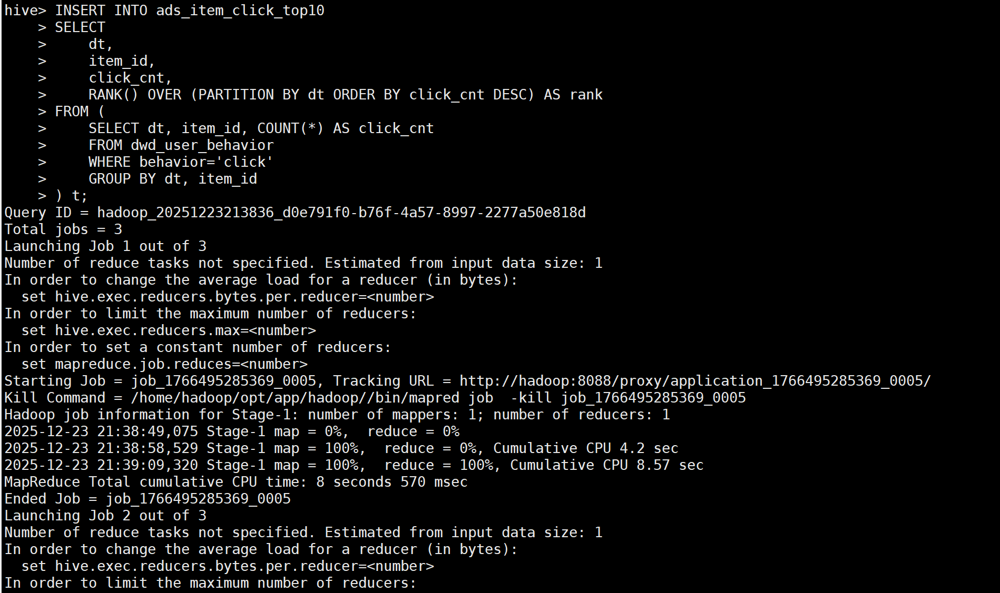 hive> INSERT INTO ads_item_click_top10
    > SELECT
    >     dt,
    >     item_id,
    >     click_cnt,
    >     RANK() OVER (PARTITION BY dt ORDER BY click_cnt DESC) AS rank
    > FROM (
    >     SELECT dt, item_id, COUNT(*) AS click_cnt
    >     FROM dwd_user_behavior
    >     WHERE behavior='click'
    >     GROUP BY dt, item_id
    > ) t;
Query ID = hadoop_20251223213836_d0e791f0-b76f-4a57-8997-2277a50e818d
Total jobs = 3
Launching Job 1 out of 3
Number of reduce tasks not specified. Estimated from input data size: 1
In order to change the average load for a reducer (in bytes):
  set hive.exec.reducers.bytes.per.reducer=<number>
In order to limit the maximum number of reducers:
  set hive.exec.reducers.max=<number>
In order to set a constant number of reducers:
  set mapreduce.job.reduces=<number>
Starting Job = job_1766495285369_0005, Tracking URL = http://hadoop:8088/proxy/application_1766495285369_0005/
Kill Command = /home/hadoop/opt/app/hadoop//bin/mapred job  -kill job_1766495285369_0005
Hadoop job information for Stage-1: number of mappers: 1; number of reducers: 1
2025-12-23 21:38:49,075 Stage-1 map = 0%,  reduce = 0%
2025-12-23 21:38:58,529 Stage-1 map = 100%,  reduce = 0%, Cumulative CPU 4.2 sec
2025-12-23 21:39:09,320 Stage-1 map = 100%,  reduce = 100%, Cumulative CPU 8.57 sec
MapReduce Total cumulative CPU time: 8 seconds 570 msec
Ended Job = job_1766495285369_0005
Launching Job 2 out of 3
Number of reduce tasks not specified. Estimated from input data size: 1
In order to change the average load for a reducer (in bytes):
  set hive.exec.reducers.bytes.per.reducer=<number>
In order to limit the maximum number of reducers: